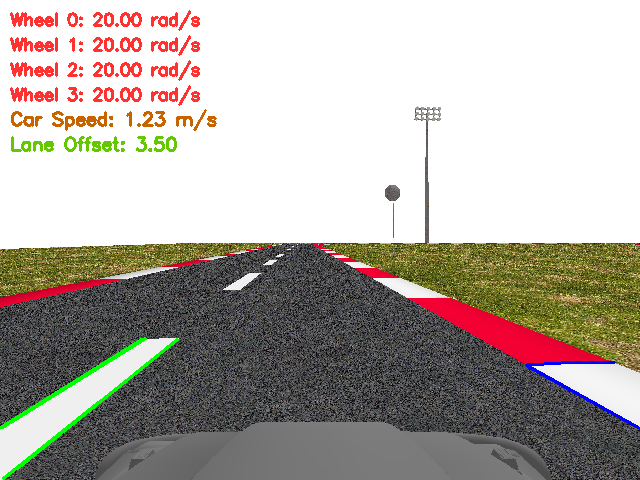 Wheel 0: 20.00 rad/s
Wheel 1: 20.00 rad/s
Wheel 2: 20.00 rad/s
Wheel 3: 20.00 rad/s
Car Speed: 1.23 m/s
Lane Offset: 3.50